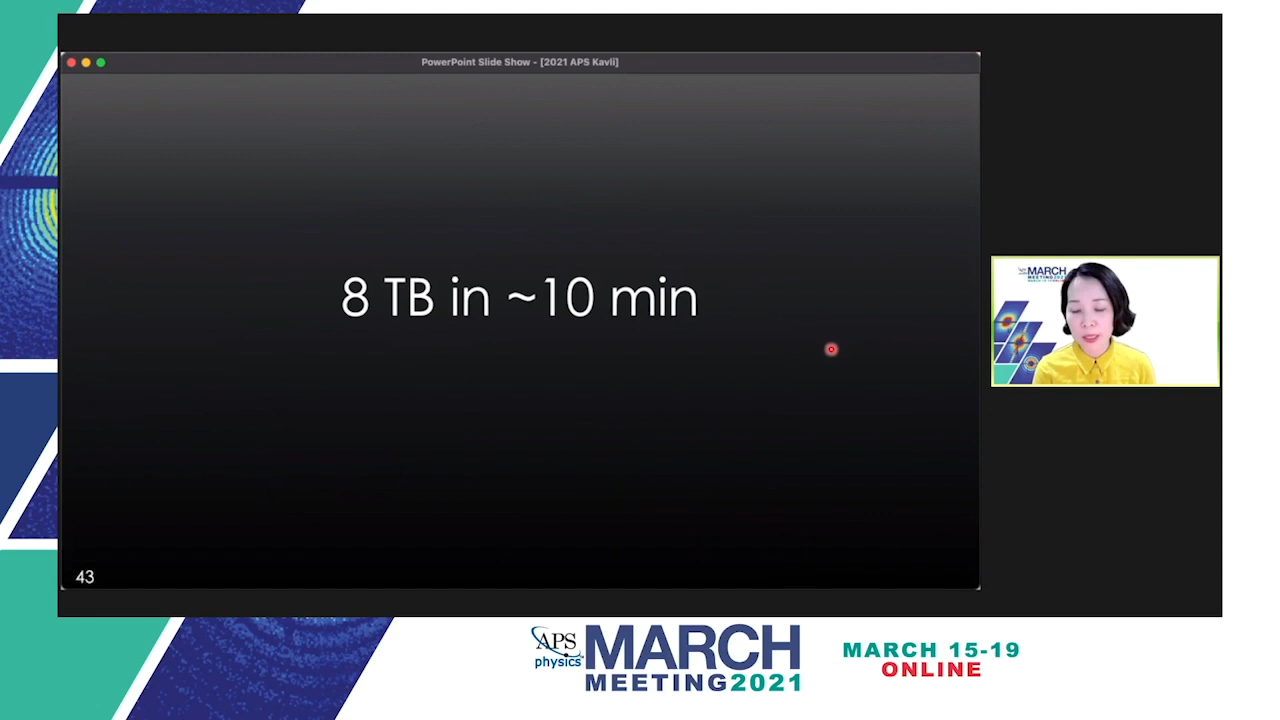 PowerPoint Slide Show - [2021 APS Kavli]
8 TB in ~10 min
43
MARCH
APS
physics
MARCH
MEETING2021
MARCH 15-19
ONLINE